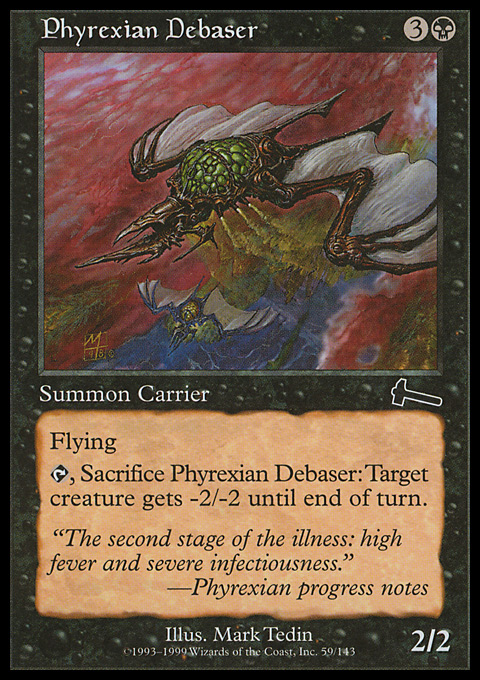 Phyrexian Debaser 3
Summon Carrier
Flying
, Sacrifice Phyrexian Debaser: Target
creature gets -2/-2 until end of turn.
“The second stage of the illness: high
fever and severe infectiousness.”
—Phyrexian progress notes
Illus. Mark Tedin
©1993–1999 Wizards of the Coast, Inc. 59/143
2/2